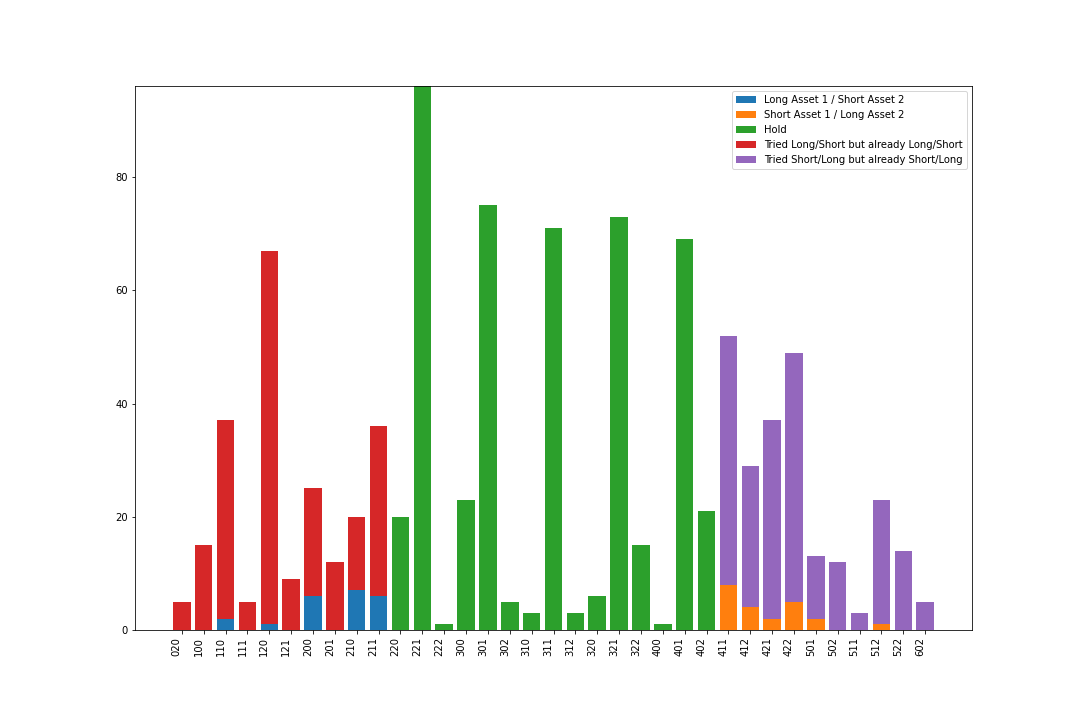 Long Asset 1 / Short Asset 2
Short Asset 1 / Long Asset 2
Hold
Tried Long/Short but already Long/Short
Tried Short/Long but already Short/Long
80
60
40
20
0
020 100 110 111 120 121 200 201 210 211 220 221 222 300 301 302 310 311 312 320 321 322 400 401 402 411 412 421 422 501 502 511 512 522 602